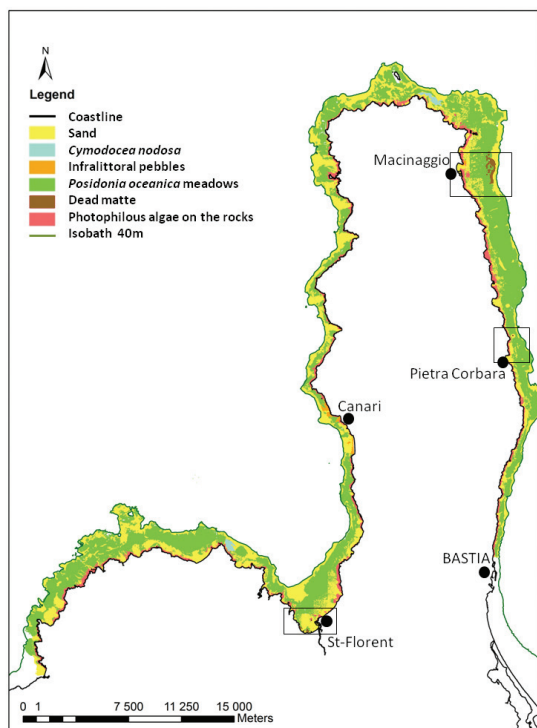 N
Legend
Coastline
Sand
Cymodocea nodosa
Infralittoral pebbles
Posidonia oceanica meadows
Dead matte
Photophilous algae on the rocks
Isobath 40m
Macinaggio
Pietra Corbara
Canari
BASTIA
St-Florent
0 1 7 500 11 250 15 000
Meters